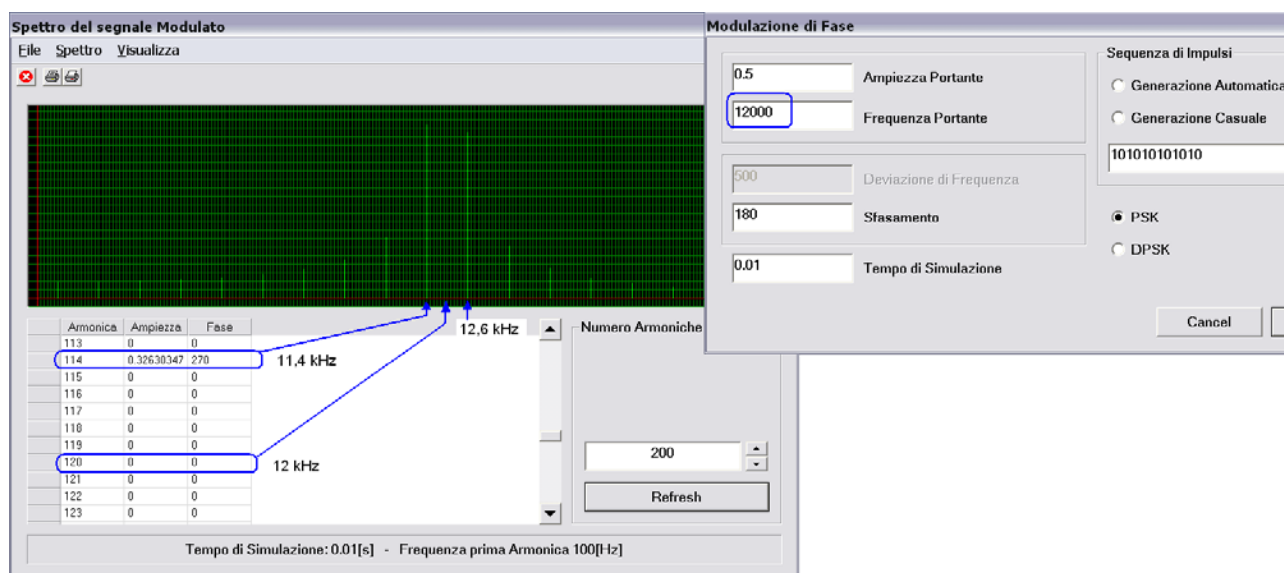 Spettro del segnale Modulato
File Spettro Visualizza
12,6 kHz
Armonica Ampiezza Fase
113 0 0
114 0.32630347 270
11,4 kHz
115 0 0
116 0 0
117 0 0
118 0 0
119 0 0
120 0 0
12 kHz
121 0 0
122 0 0
123 0 0
Numero Armoniche
200
Refresh
Tempo di Simulazione: 0.01[s] - Frequenza prima Armonica 100[Hz]
Modulazione di Fase
0.5 Ampiezza Portante
12000 Frequenza Portante
500 Deviazione di Frequenza
180 Sfasamento
0.01 Tempo di Simulazione
Sequenza di Impulsi
Generazione Automatica
Generazione Casuale
101010101010
PSK
DPSK
Cancel